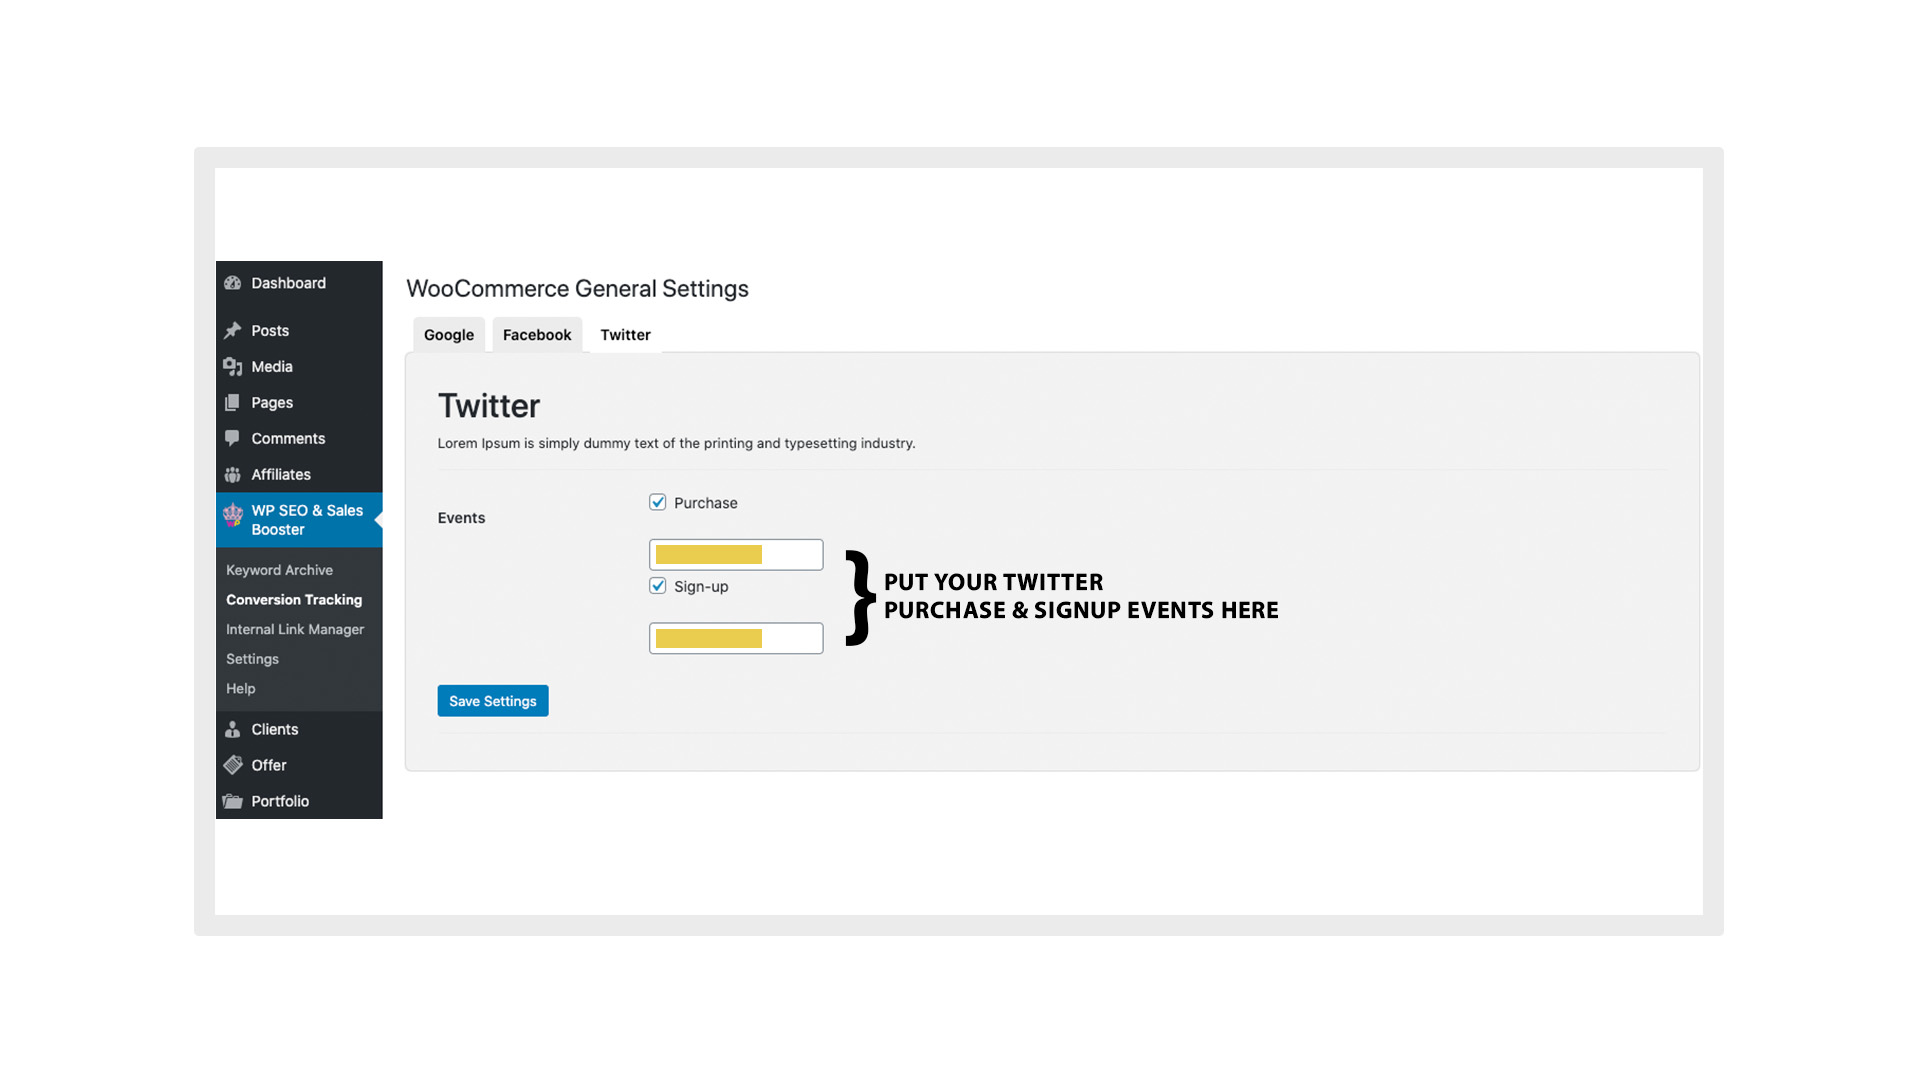 Dashboard
Posts
Media
Pages
Comments
Affiliates
WP SEO & Sales
Booster
Keyword Archive
Conversion Tracking
Internal Link Manager
Settings
Help
Clients
Offer
Portfolio
WooCommerce General Settings
Google Facebook Twitter
Twitter
Lorem Ipsum is simply dummy text of the printing and typesetting industry.
Events
Purchase
Sign-up
PUT YOUR TWITTER
PURCHASE & SIGNUP EVENTS HERE
Save Settings